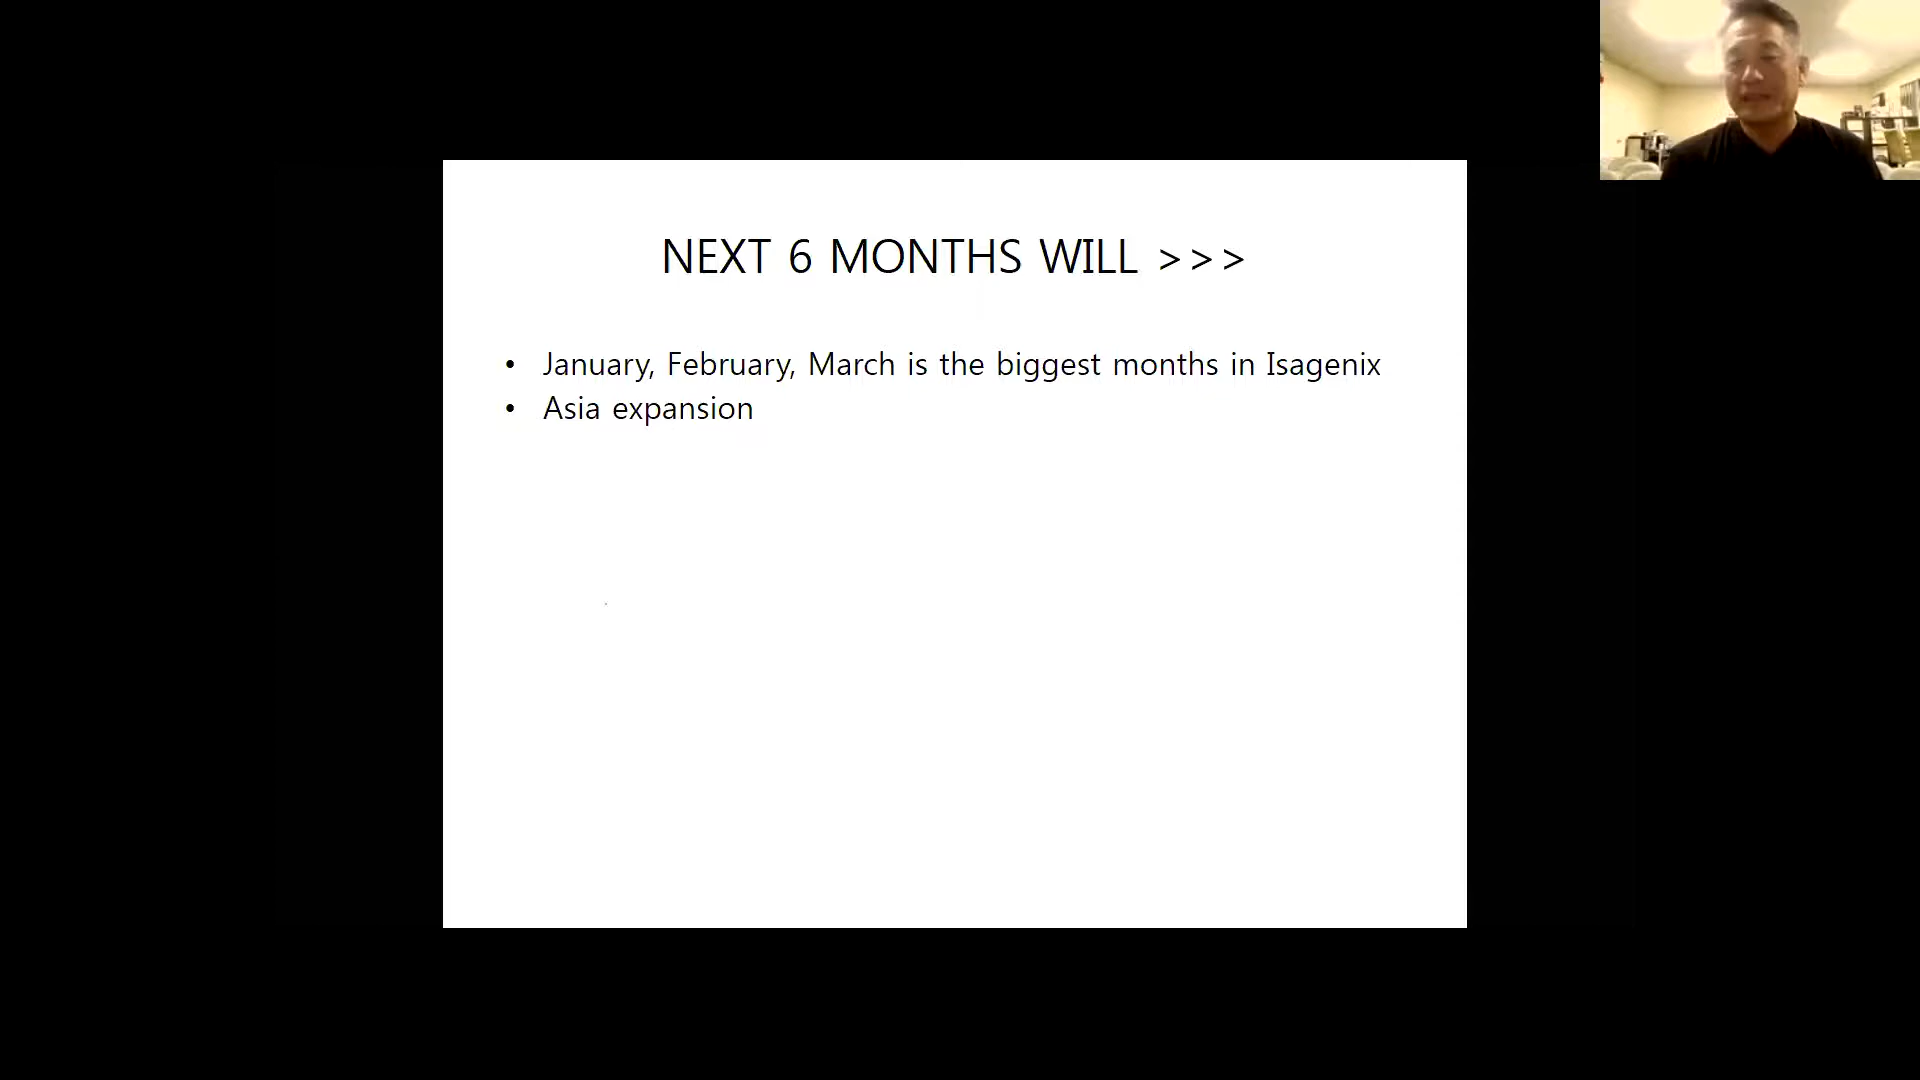 NEXT 6 MONTHS WILL >>>
• January, February, March is the biggest months in Isagenix
• Asia expansion